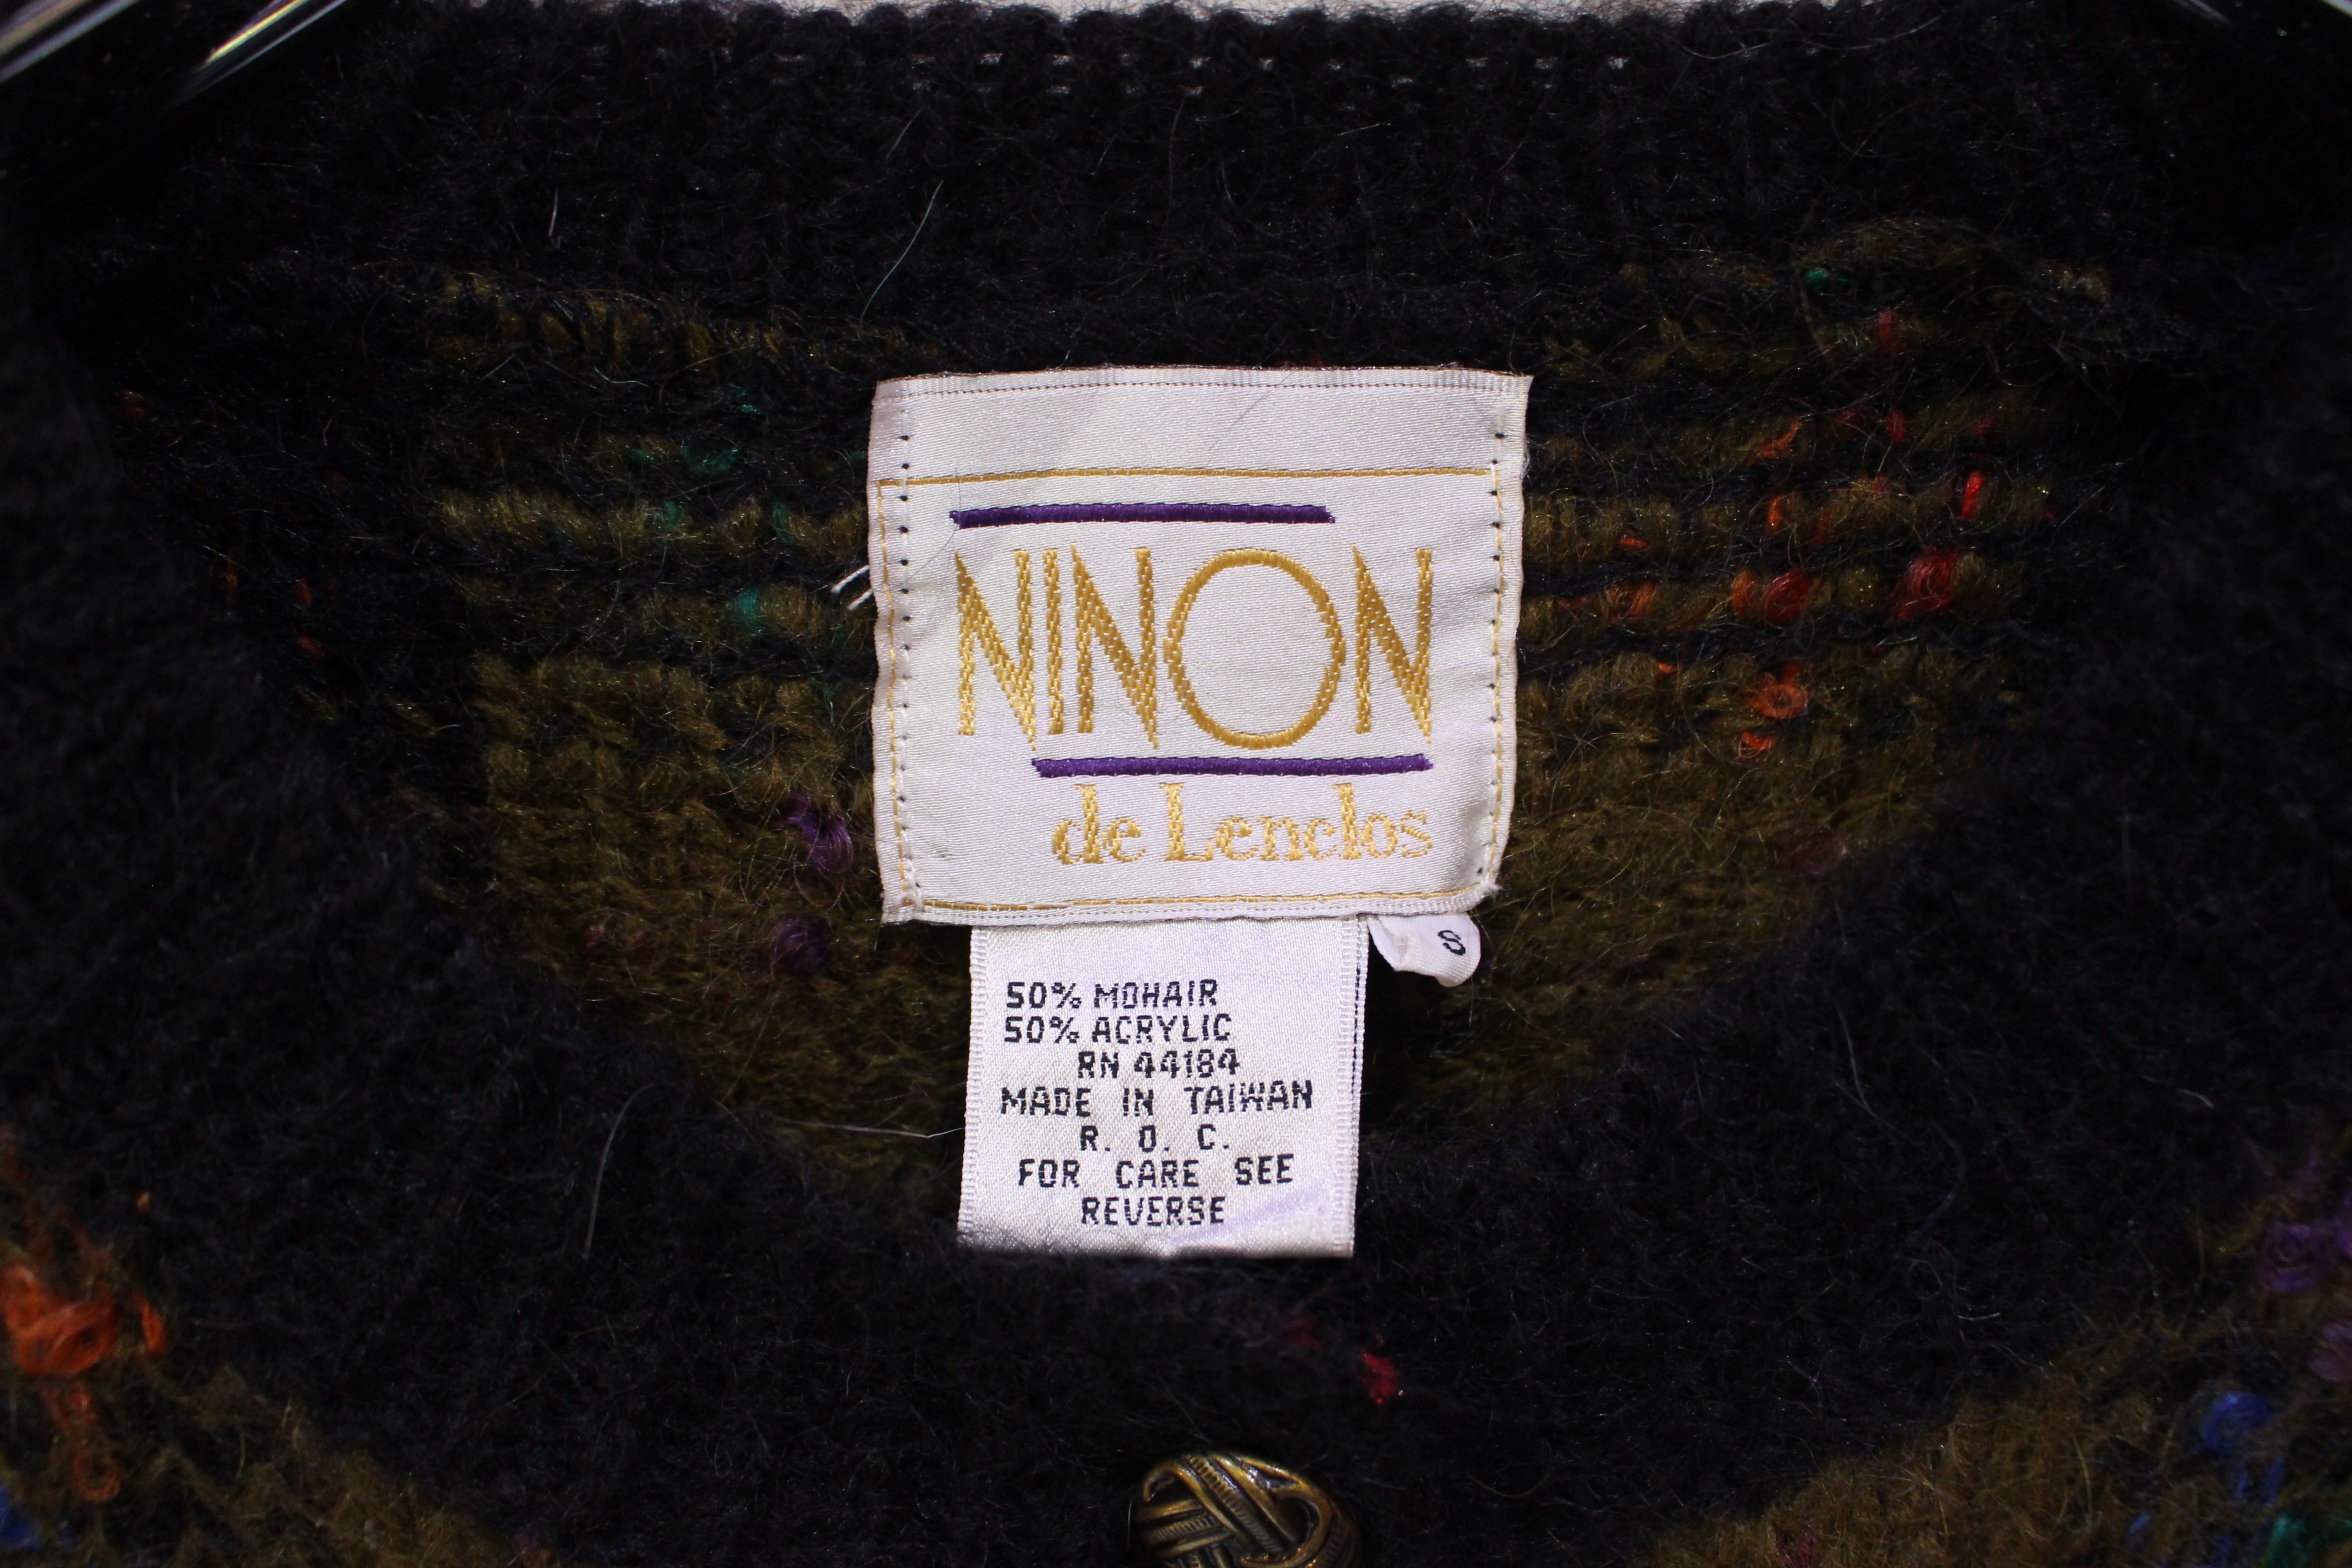 NINON
de Lenclos
S
50% MOHAIR
50% ACRYLIC
RN 44184
MADE IN TAIWAN
R. O. C.
FOR CARE SEE
REVERSE